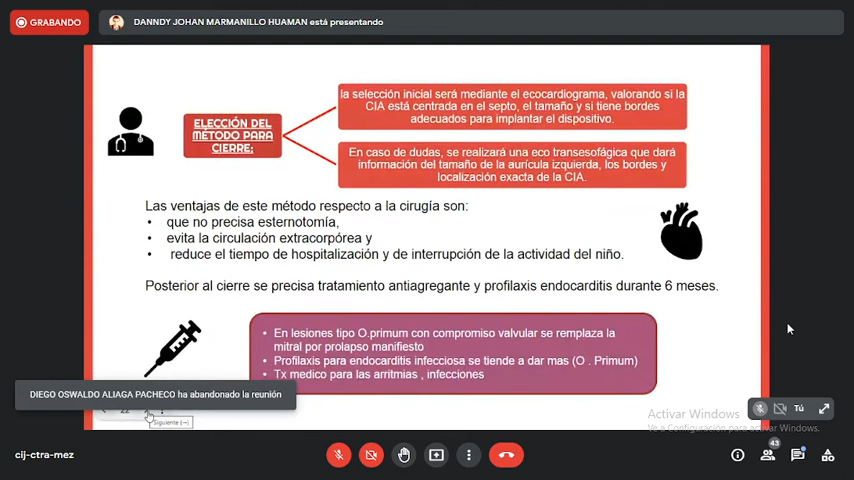 GRABANDO
DANNDY JOHAN MARMANILLO HUAMAN está presentando
ELECCIÓN DEL
MÉTODO PARA
CIERRE:
la selección inicial será mediante el ecocardiograma, valorando si la
CIA está centrada en el septo, el tamaño y si tiene bordes
adecuados para implantar el dispositivo.
En caso de dudas, se realizará una eco transesofágica que dará
información del tamaño de la aurícula izquierda, los bordes y
localización exacta de la CIA.
Las ventajas de este método respecto a la cirugía son:
• que no precisa esternotomía,
• evita la circulación extracorpórea y
• reduce el tiempo de hospitalización y de interrupción de la actividad del niño.
Posterior al cierre se precisa tratamiento antiagregante y profilaxis endocarditis durante 6 meses.
• En lesiones tipo O.primum con compromiso valvular se remplaza la
mitral por prolapso manifiesto
• Profilaxis para endocarditis infecciosa se tiende a dar mas (O . Primum)
• Tx medico para las arritmias , infecciones
DIEGO OSWALDO ALIAGA PACHECO ha abandonado la reunión
22
Siguiente (→)
Activar Windows
Ve a Configuración para activar Windows.
Tú
cij-ctra-mez
43